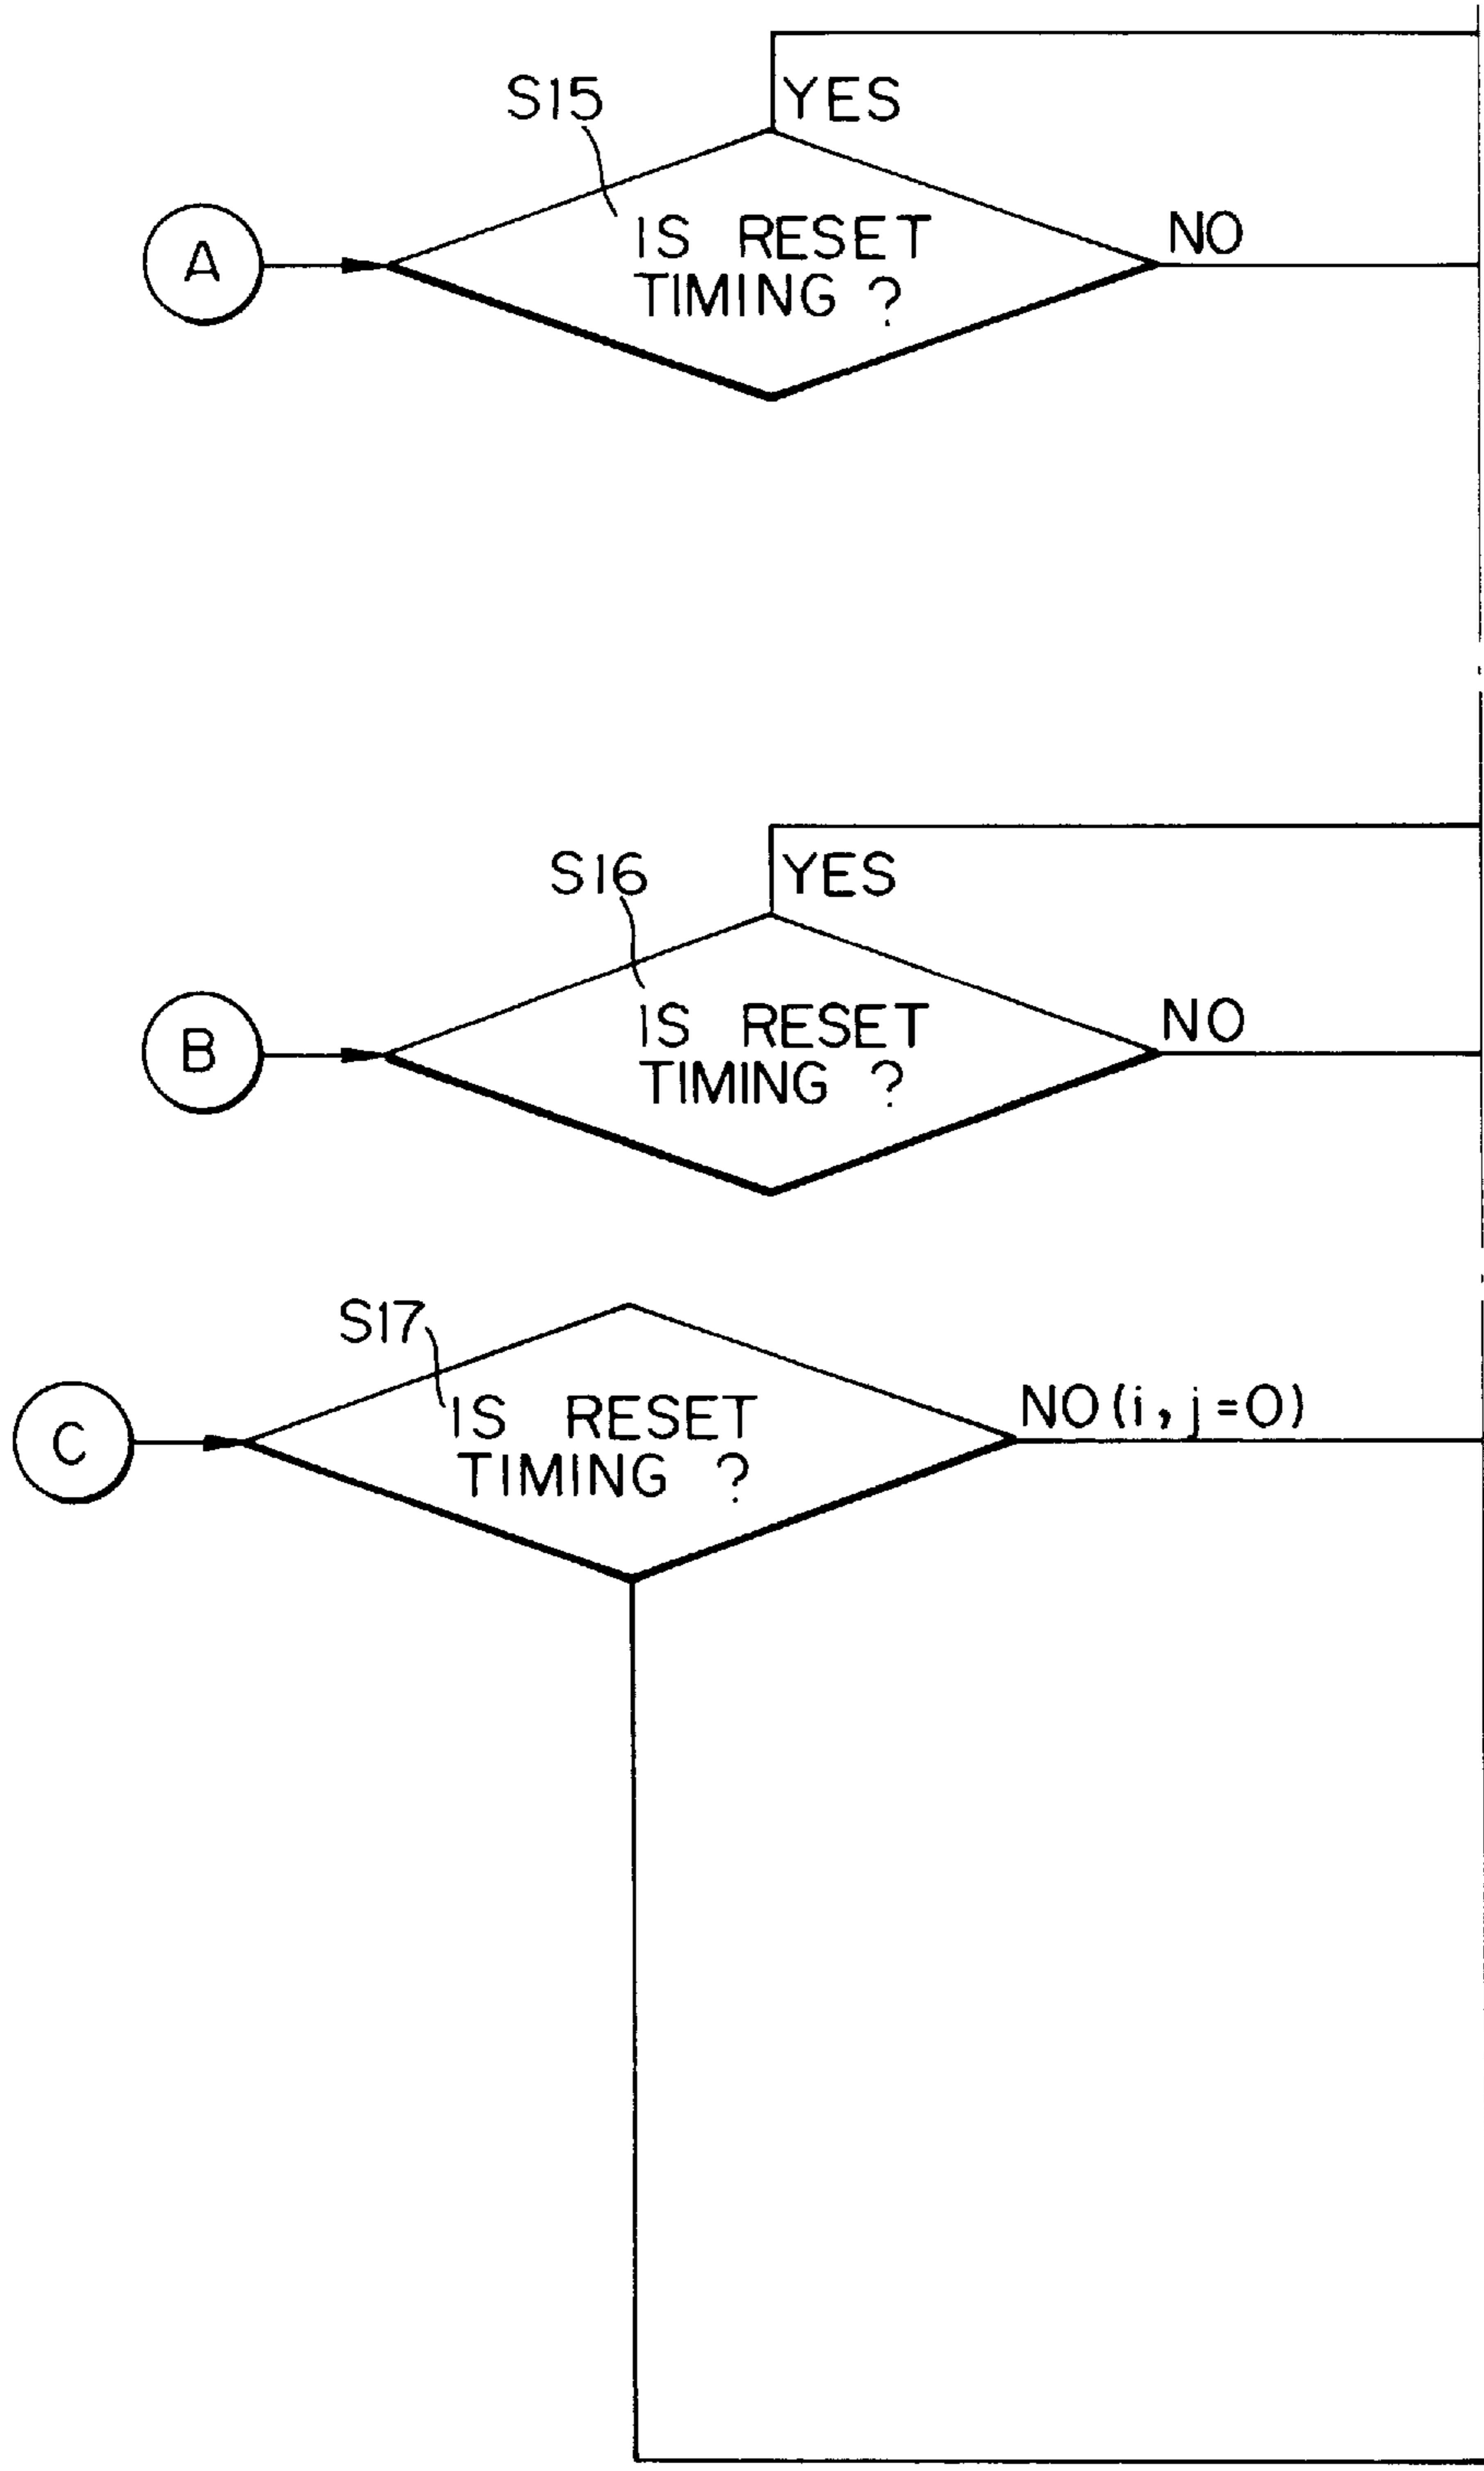 S15
YES
A
IS RESET
TIMING ?
NO
S16
YES
B
IS RESET
TIMING ?
NO
S17
C
IS RESET
TIMING ?
NO(i,j=0)